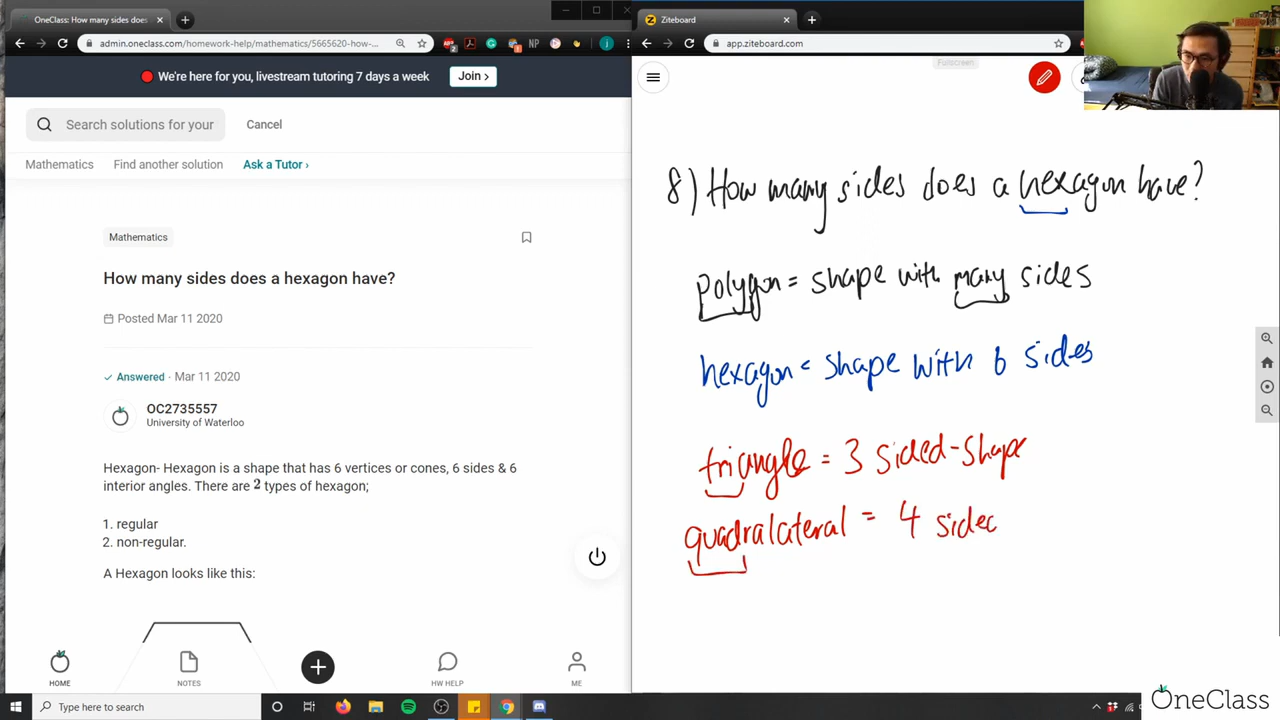 OneClass: How many sides does
admin.oneclass.com/homework-help/mathematics/5665620-how-...
We're here for you, livestream tutoring 7 days a week
Join ›
Search solutions for your
Cancel
Mathematics
Find another solution
Ask a Tutor ›
Mathematics
How many sides does a hexagon have?
Posted Mar 11 2020
Answered • Mar 11 2020
OC2735557
University of Waterloo
Hexagon- Hexagon is a shape that has 6 vertices or cones, 6 sides & 6
interior angles. There are 2 types of hexagon;
1. regular
2. non-regular.
A Hexagon looks like this:
HOME
NOTES
HW HELP
ME
Type here to search
Ziteboard
app.ziteboard.com
Fullscreen
8) How many sides does a hexagon have?
polygon = shape with many sides
hexagon = shape with 6 sides
triangle = 3 sided-shape
quadralateral = 4 sidec
OneClass